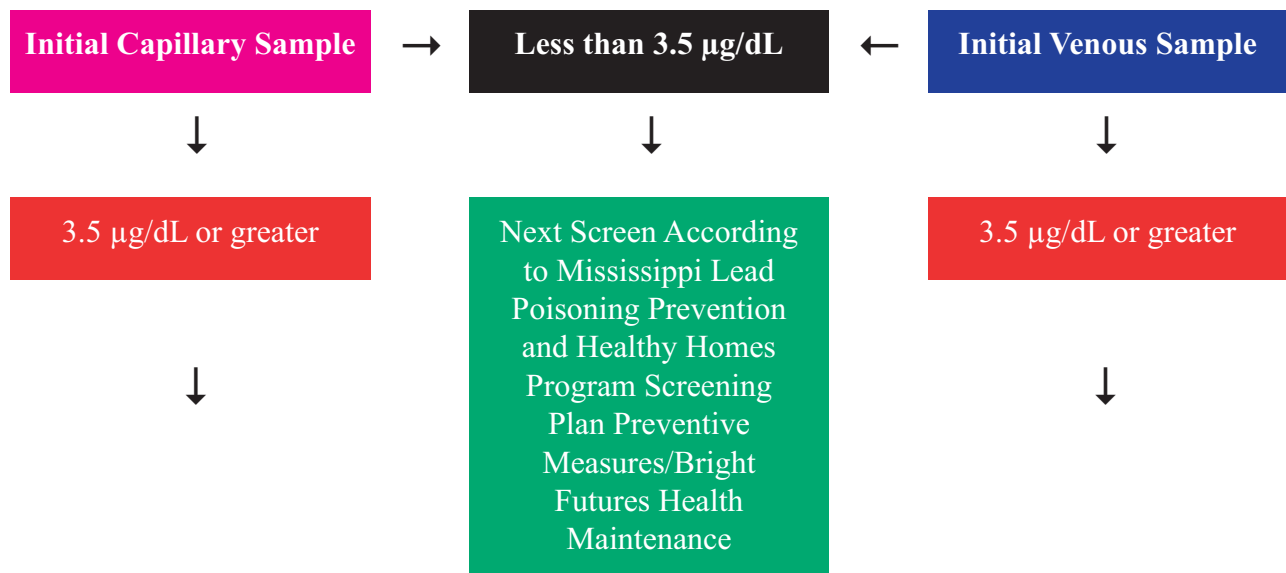 Initial Capillary Sample
Less than 3.5 µg/dL
Initial Venous Sample
3.5 µg/dL or greater
Next Screen According
to Mississippi Lead
Poisoning Prevention
and Healthy Homes
Program Screening
Plan Preventive
Measures/Bright
Futures Health
Maintenance
3.5 µg/dL or greater